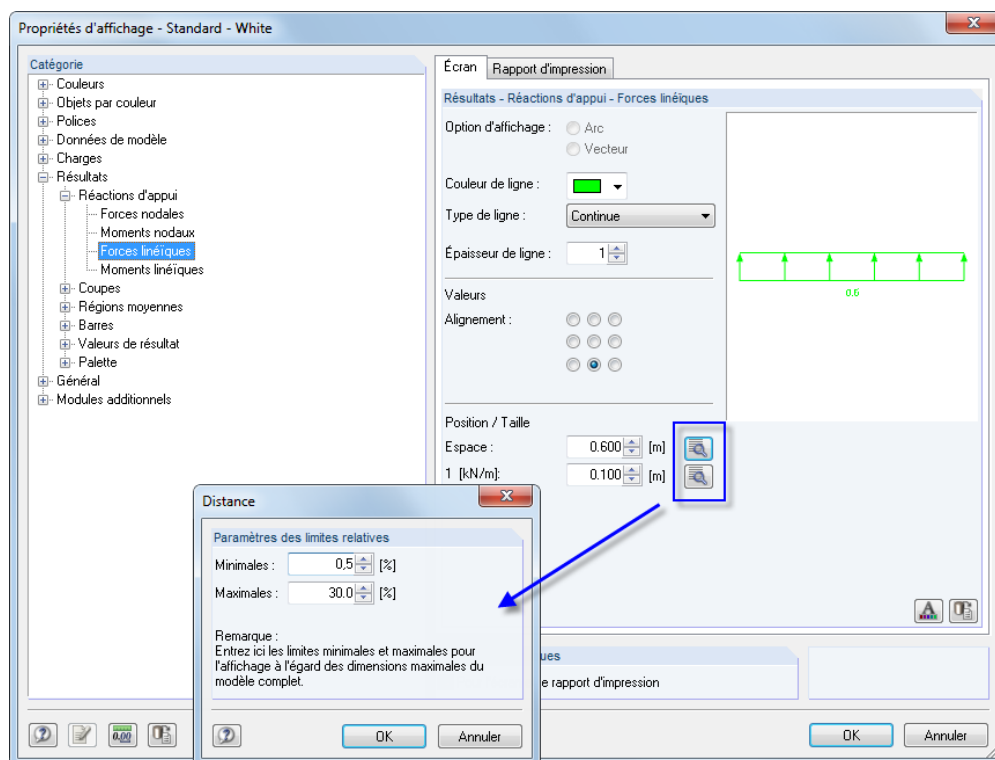 Propriétés d'affichage - Standard - White
Catégorie
Couleurs
Objets par couleur
Polices
Données de modèle
Charges
Résultats
Réactions d'appui
Forces nodales
Moments nodaux
Forces linéïques
Moments linéïques
Coupes
Régions moyennes
Barres
Valeurs de résultat
Palette
Général
Modules additionnels
Écran
Rapport d'impression
Résultats - Réactions d'appui - Forces linéïques
Option d'affichage :
Arc
Vecteur
Couleur de ligne :
Type de ligne :
Continue
Épaisseur de ligne :
1
Valeurs
Alignement :
0.6
Position / Taille
Espace :
0.600
[m]
1 [kN/m]:
0.100
[m]
Distance
Paramètres des limites relatives
Minimales :
0,5
[%]
Maximales :
30.0
[%]
Remarque :
Entrez ici les limites minimales et maximales pour
l'affichage à l'égard des dimensions maximales du
modèle complet.
OK
Annuler
ues
e rapport d'impression
0.00
OK
Annuler